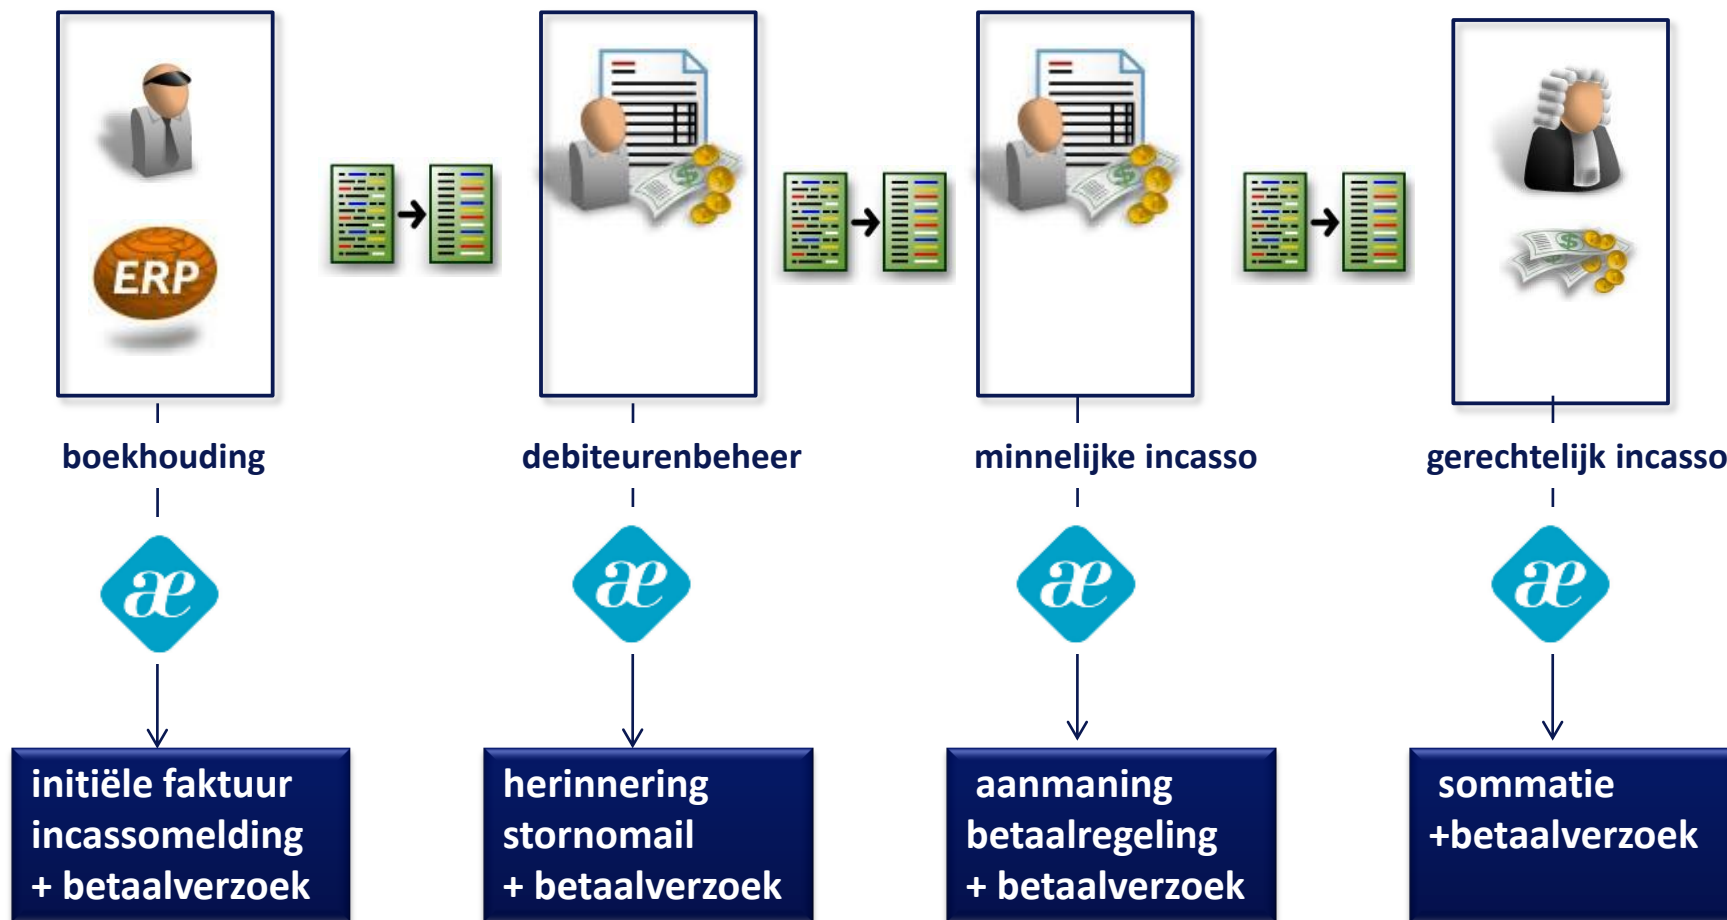 ERP
$
$
$
boekhouding
debiteurenbeheer
minnelijke incasso
gerechtelijk incasso
æ
æ
æ
æ
initiële faktuur
incassomelding
+ betaalverzoek
herinnering
stornomail
+ betaalverzoek
aanmaning
betaalregeling
+ betaalverzoek
sommatie
+betaalverzoek